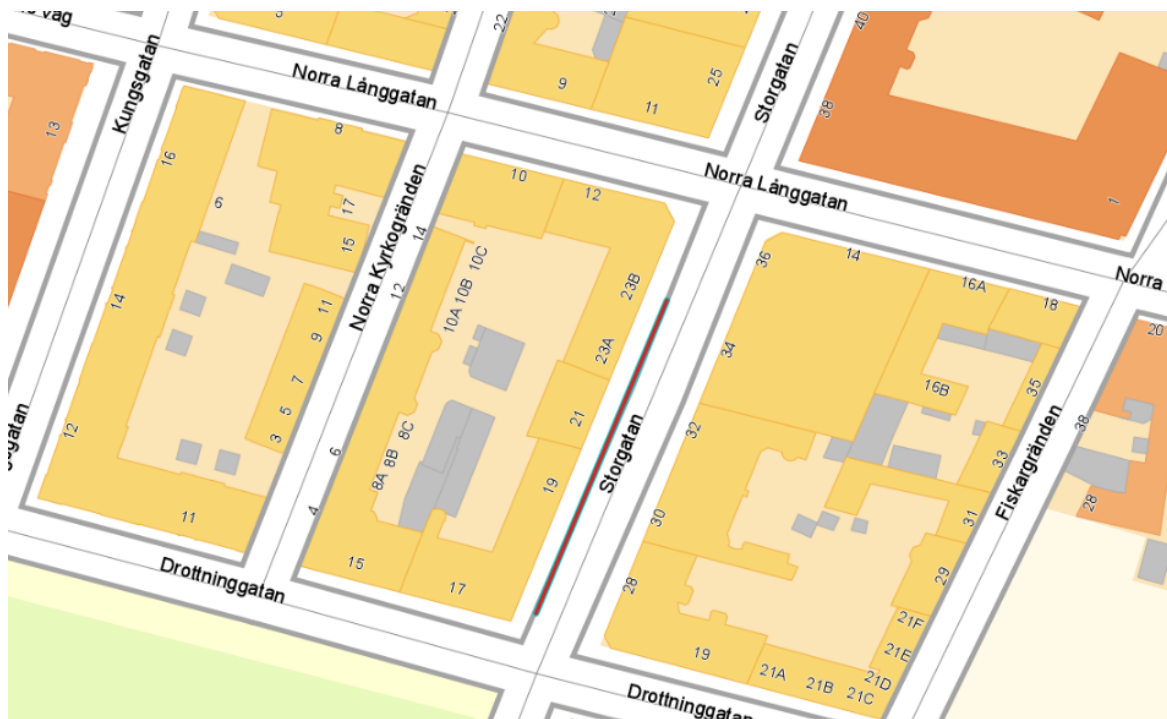 Kungsgatan
13
16
6
14
12
11
8
17
15
11
9
7
5
3
Norra Långgatan
Norra Kyrkogränden
22
9
11
25
40
38
1
Storgatan
10
12
14
12
10A
10B
10C
23B
23A
21
19
6
4
8A
8B
8C
15
17
Norra Långgatan
Norra
36
14
16A
18
34
16B
35
32
33
30
31
28
29
Storgatan
Fiskargränden
20
38
28
Drottninggatan
19
21A
21B
21C
21D
21E
21F
Drottninggatan